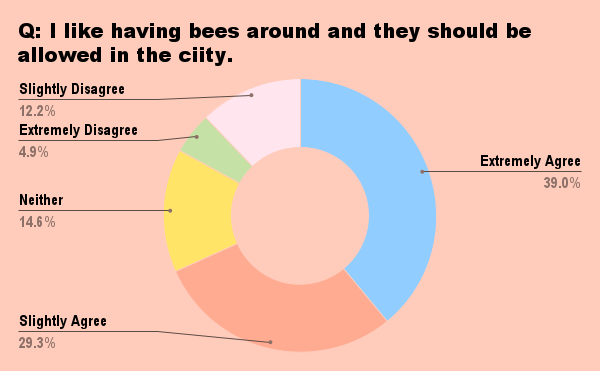 Q: I like having bees around and they should be
allowed in the ciity.
Slightly Disagree
12.2%
Extremely Disagree
4.9%
Neither
14.6%
Slightly Agree
29.3%
Extremely Agree
39.0%